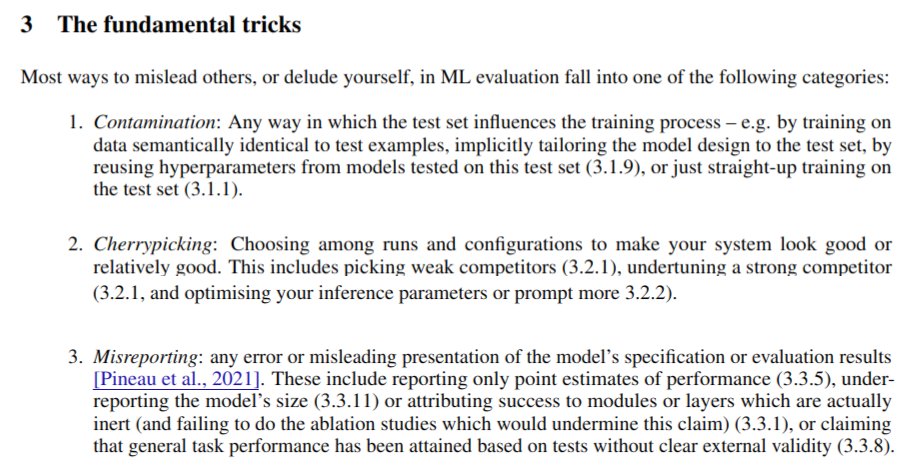 3 The fundamental tricks
Most ways to mislead others, or delude yourself, in ML evaluation fall into one of the following categories:
1. Contamination: Any way in which the test set influences the training process – e.g. by training on
data semantically identical to test examples, implicitly tailoring the model design to the test set, by
reusing hyperparameters from models tested on this test set (3.1.9), or just straight-up training on
the test set (3.1.1).
2. Cherrypicking: Choosing among runs and configurations to make your system look good or
relatively good. This includes picking weak competitors (3.2.1), undertuning a strong competitor
(3.2.1, and optimising your inference parameters or prompt more 3.2.2).
3. Misreporting: any error or misleading presentation of the model's specification or evaluation results
[Pineau et al., 2021]. These include reporting only point estimates of performance (3.3.5), under-
reporting the model's size (3.3.11) or attributing success to modules or layers which are actually
inert (and failing to do the ablation studies which would undermine this claim) (3.3.1), or claiming
that general task performance has been attained based on tests without clear external validity (3.3.8).